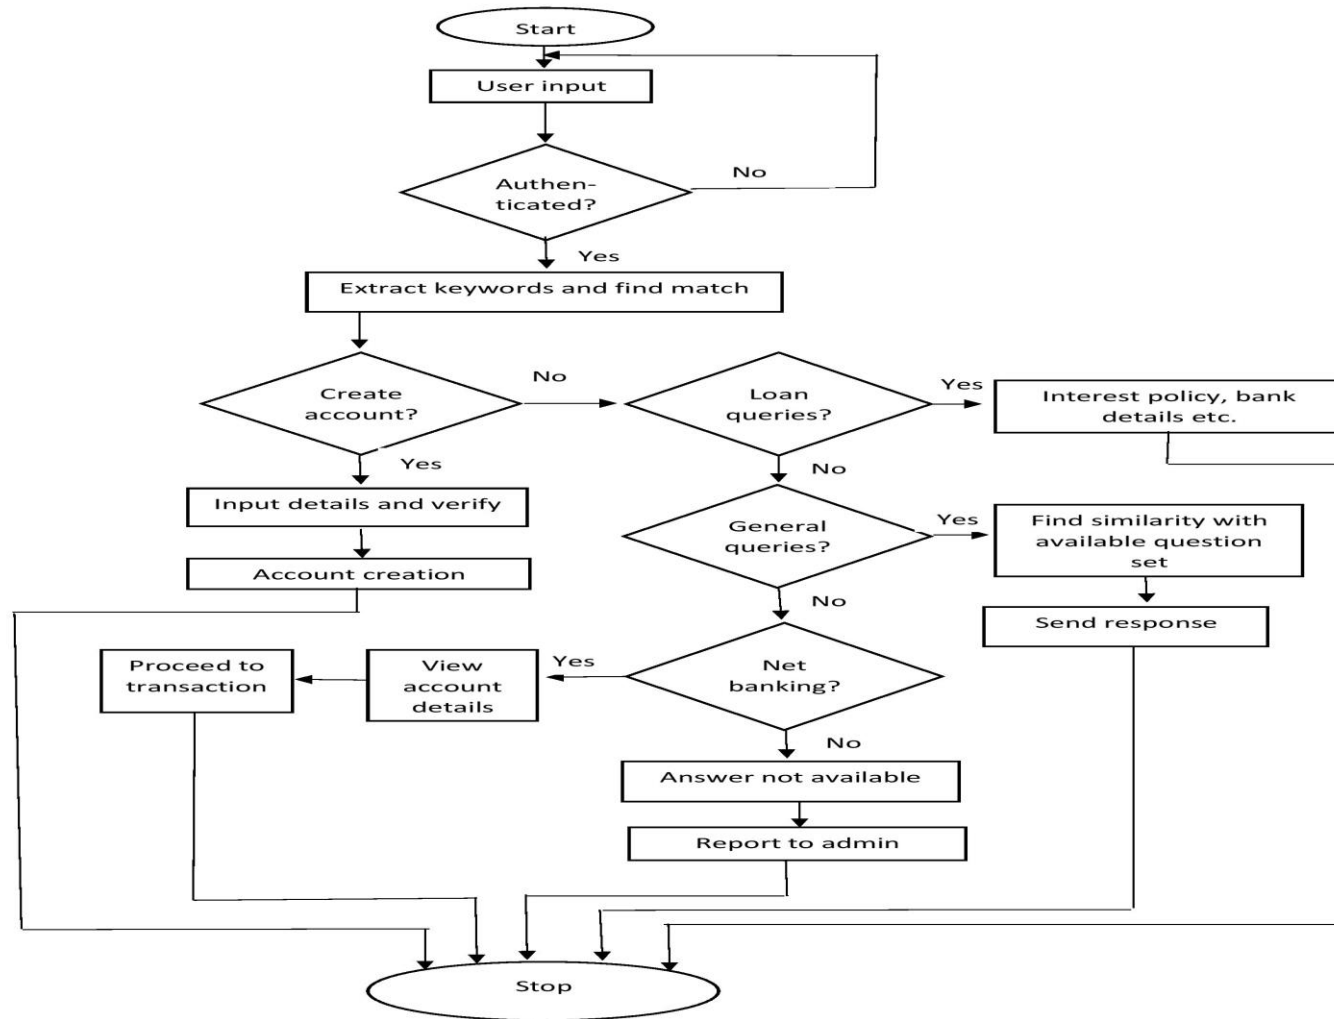 Start
User input
No
Authen-
ticated?
Yes
Extract keywords and find match
Create
account?
No
Loan
queries?
Yes
Interest policy, bank
details etc.
Yes
No
Input details and verify
General
queries?
Yes
Find similarity with
available question
set
Account creation
No
Send response
Proceed to
transaction
View
account
details
Yes
Net
banking?
No
Answer not available
Report to admin
Stop